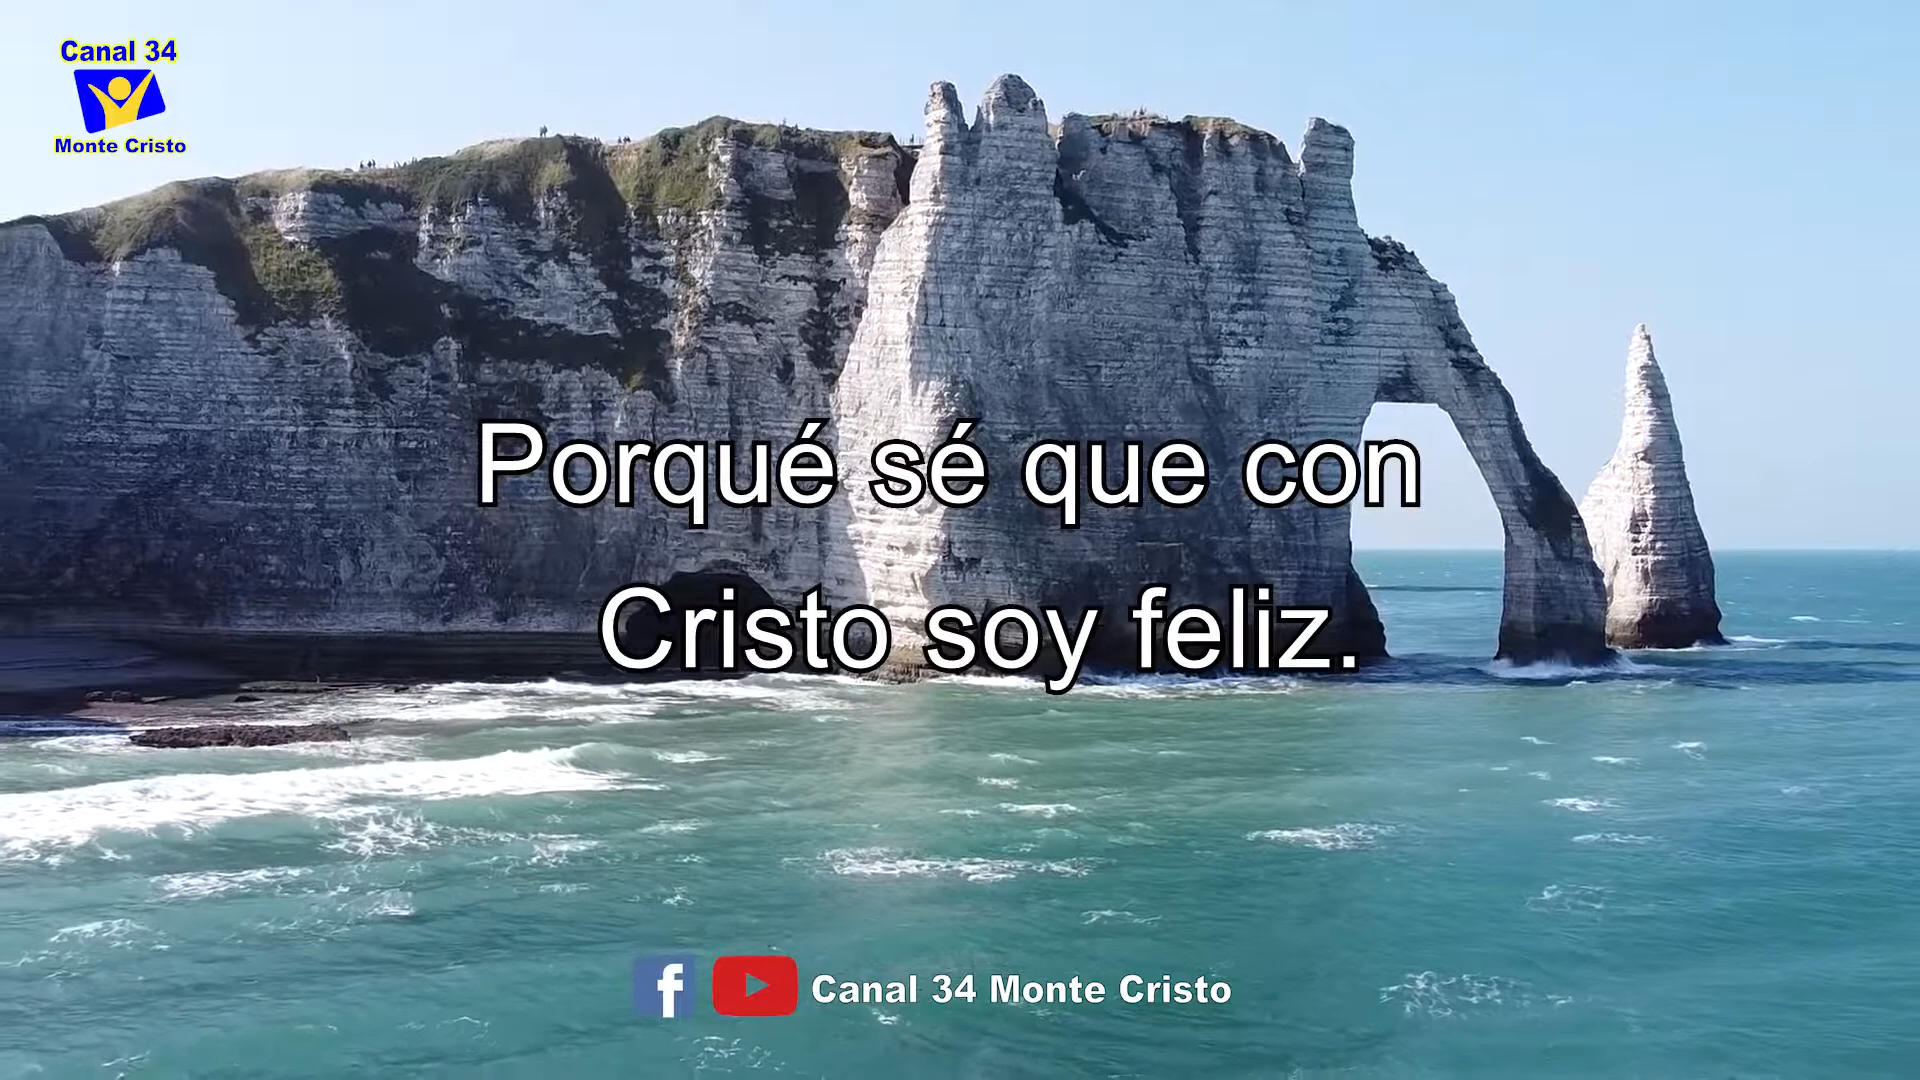 Canal 34
Monte Cristo
Porqué sé que con
Cristo soy feliz.
f
Canal 34 Monte Cristo